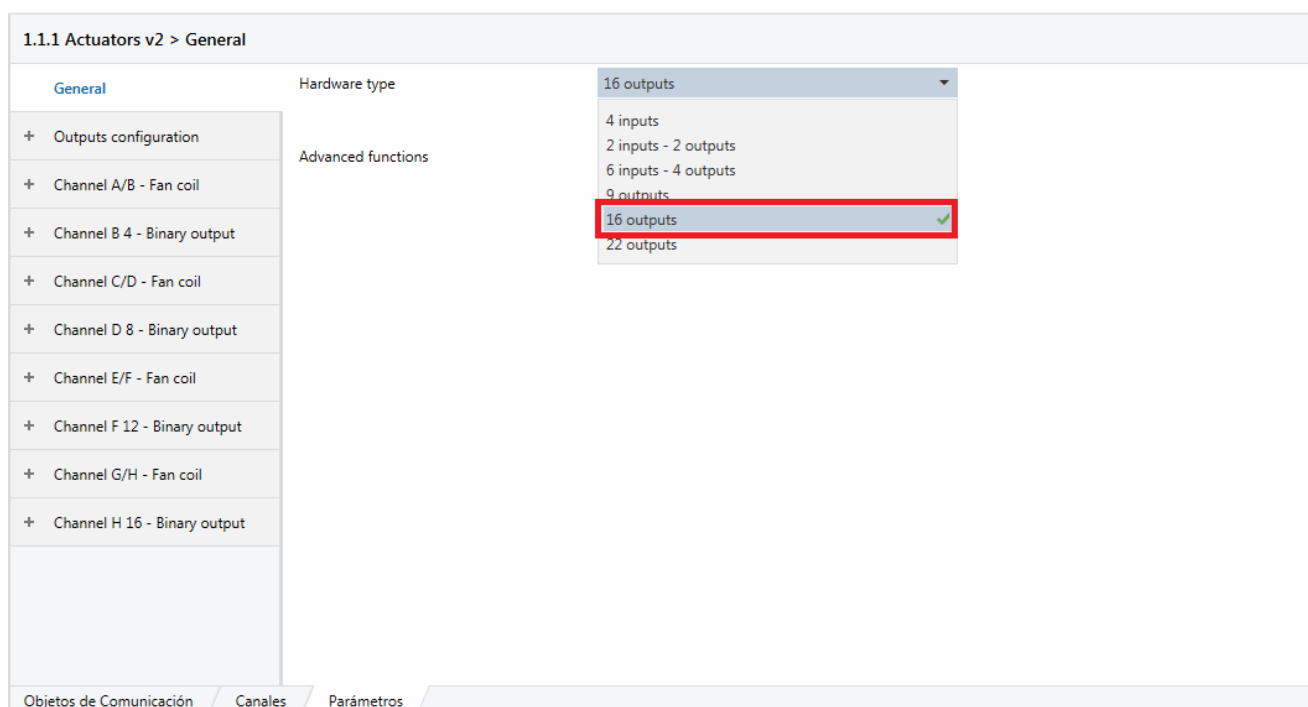 1.1.1 Actuators v2 > General
General
Hardware type
16 outputs
4 inputs
2 inputs - 2 outputs
6 inputs - 4 outputs
9 outputs
16 outputs
22 outputs
Advanced functions
+ Outputs configuration
+ Channel A/B - Fan coil
+ Channel B 4 - Binary output
+ Channel C/D - Fan coil
+ Channel D 8 - Binary output
+ Channel E/F - Fan coil
+ Channel F 12 - Binary output
+ Channel G/H - Fan coil
+ Channel H 16 - Binary output
Objetos de Comunicación / Canales / Parámetros